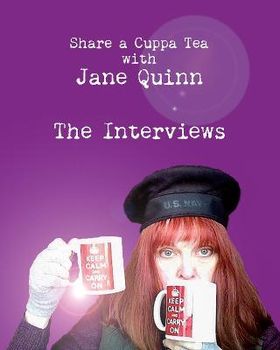 Share a Cuppa Tea
with
Jane Quinn
The Interviews
U.S. NAVY
KEEP
CALM
AND
CARRY
ON
KEEP
CALM
AND
CARRY
ON